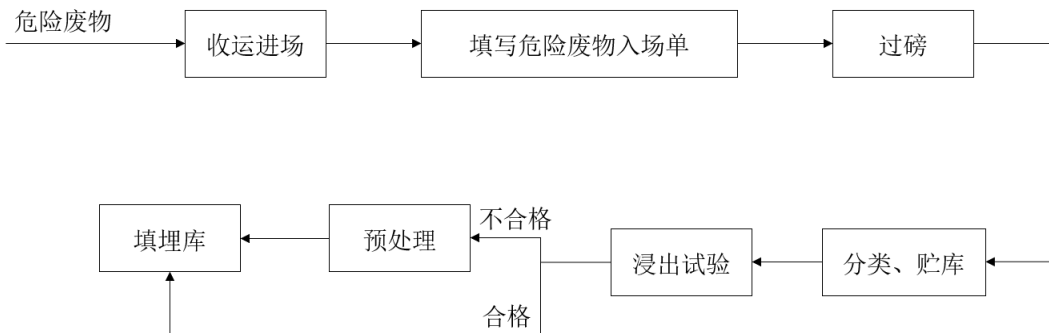 危险废物
收运进场
填写危险废物入场单
过磅
填埋库
预处理
不合格
浸出试验
分类、贮库
合格